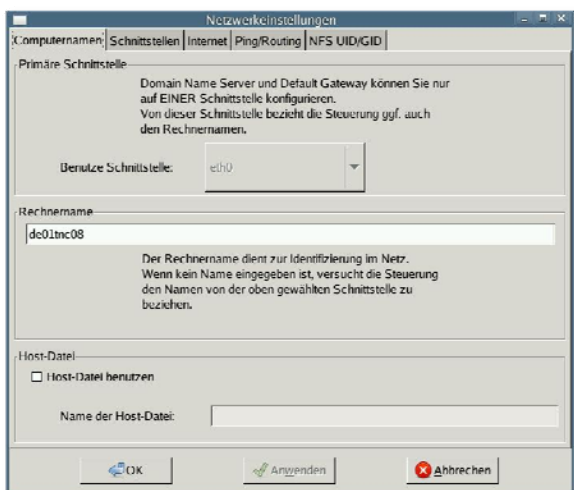 Netzwerkeinstellungen
Computernamen Schnittstellen Internet Ping/Routing NFS UID/GID
Primäre Schnittstelle
Domain Name Server und Default Gateway können Sie nur
auf EINER Schnittstelle konfigurieren.
Von dieser Schnittstelle bezieht die Steuerung ggf. auch
den Rechnernamen.
Benutze Schnittstelle: eth0
Rechnername
de01tnc08
Der Rechnername dient zur Identifizierung im Netz.
Wenn kein Name eingegeben ist, versucht die Steuerung
den Namen von der oben gewählten Schnittstelle zu
beziehen.
Host-Datei
Host-Datei benutzen
Name der Host-Datei:
OK Anwenden Abbrechen